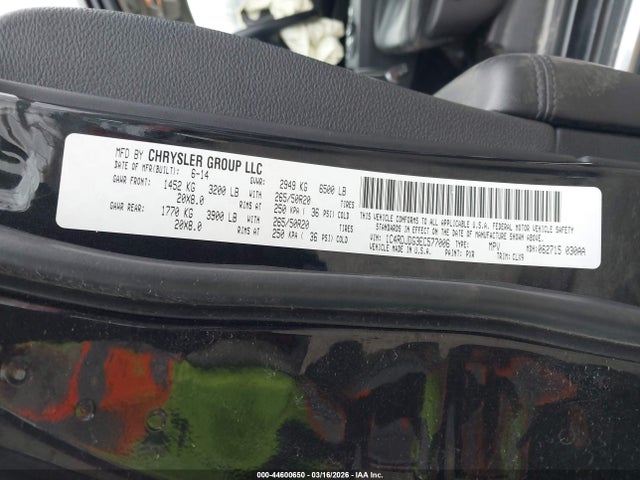 MFD BY CHRYSLER GROUP LLC
DATE OF MFR(BUILT): 6-14 GVWR: 2949 KG 6500 LB
GAWR FRONT: 1452 KG 3200 LB 265/50R20 TIRES
20X8.0 RIMS AT 250 KPA ( 36 PSI) COLD
GAWR REAR: 1770 KG 3900 LB 265/50R20 TIRES
20X8.0 RIMS AT 250 KPA ( 36 PSI) COLD
THIS VEHICLE CONFORMS TO ALL APPLICABLE U.S.A. FEDERAL MOTOR VEHICLE SAFETY
STANDARDS IN EFFECT ON THE DATE OF MANUFACTURE SHOWN ABOVE.
VIN: 1C4RDJDG3EC577006 TYPE: MPV MDH: 062715 030AA
VEHICLE MADE IN U.S.A. PAINT: PXR TRIM: CLX9
000-44600650 - 03/16/2026 - IAA Inc.